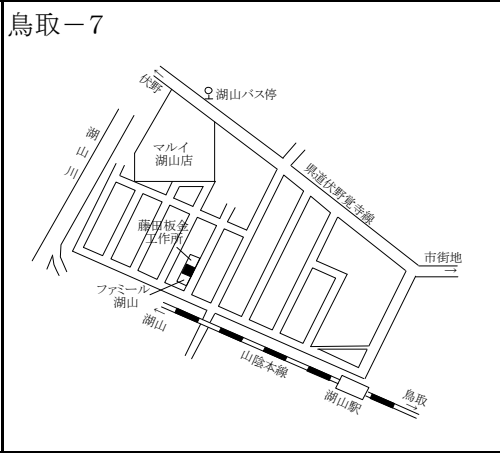 鳥取－7
伏野
湖山バス停
湖山川
マルイ
湖山店
県道伏野覚寺線
藤田板金
工作所
市街地
ファミール
湖山
湖山
山陰本線
湖山駅
鳥取